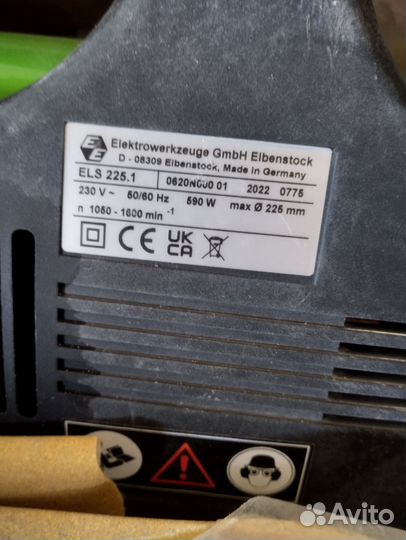 Elektrowerkzeuge GmbH Eibenstock
D - 08309 Eibenstock, Made in Germany
ELS 225.1 0620N000 01 2022 0775
230 V ~ 50/60 Hz 590 W max Ø 225 mm
n 1050 - 1600 min -1
CE UK CA
Avito